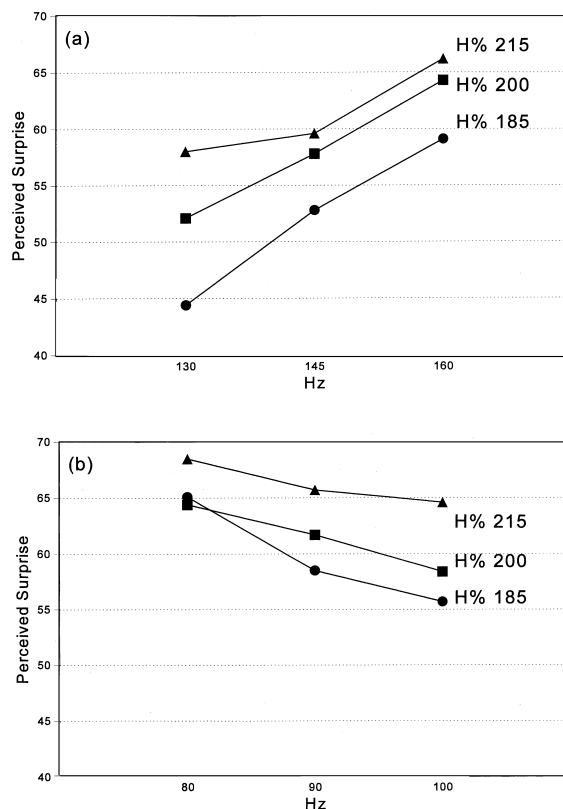 70
(a)
H% 215
65
H% 200
60
H% 185
55
50
45
40
Perceived Surprise
130 145 160
Hz
70
(b)
65
H% 215
60
H% 200
H% 185
55
50
45
40
Perceived Surprise
80 90 100
Hz